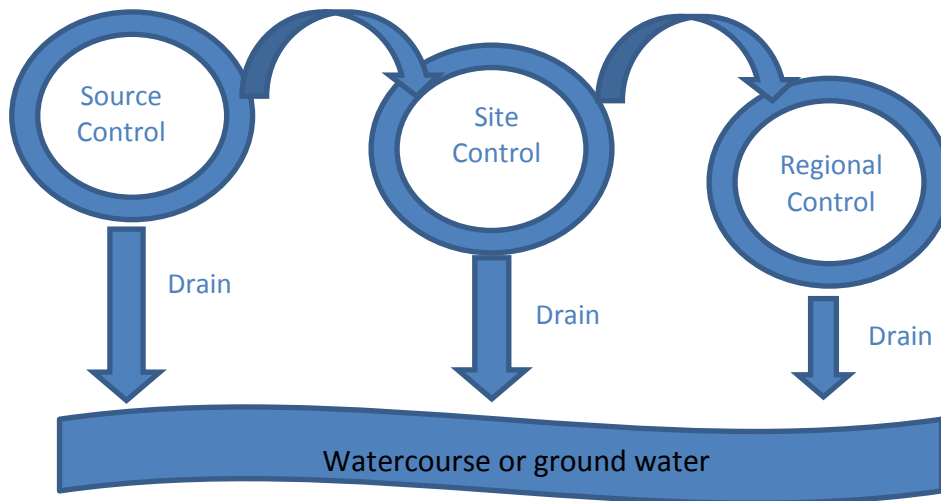 Source
Control
Site
Control
Regional
Control
Drain
Drain
Drain
Watercourse or ground water